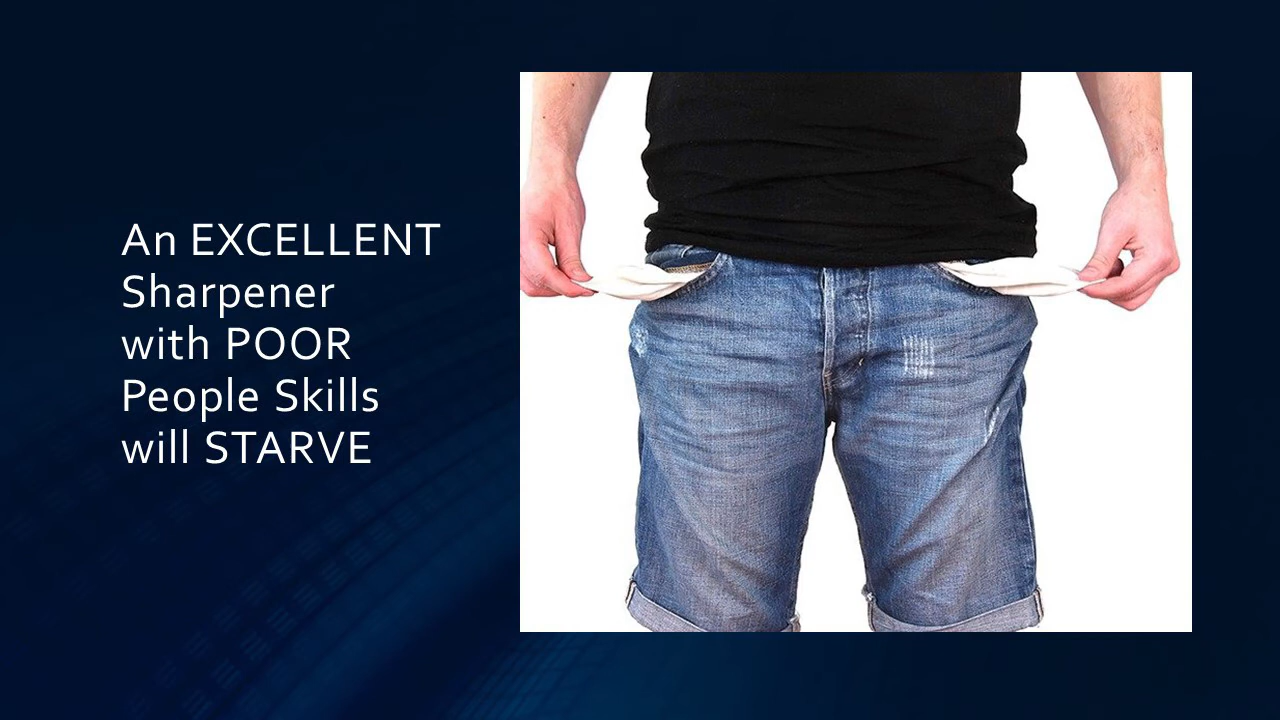 An EXCELLENT
Sharpener
with POOR
People Skills
will STARVE